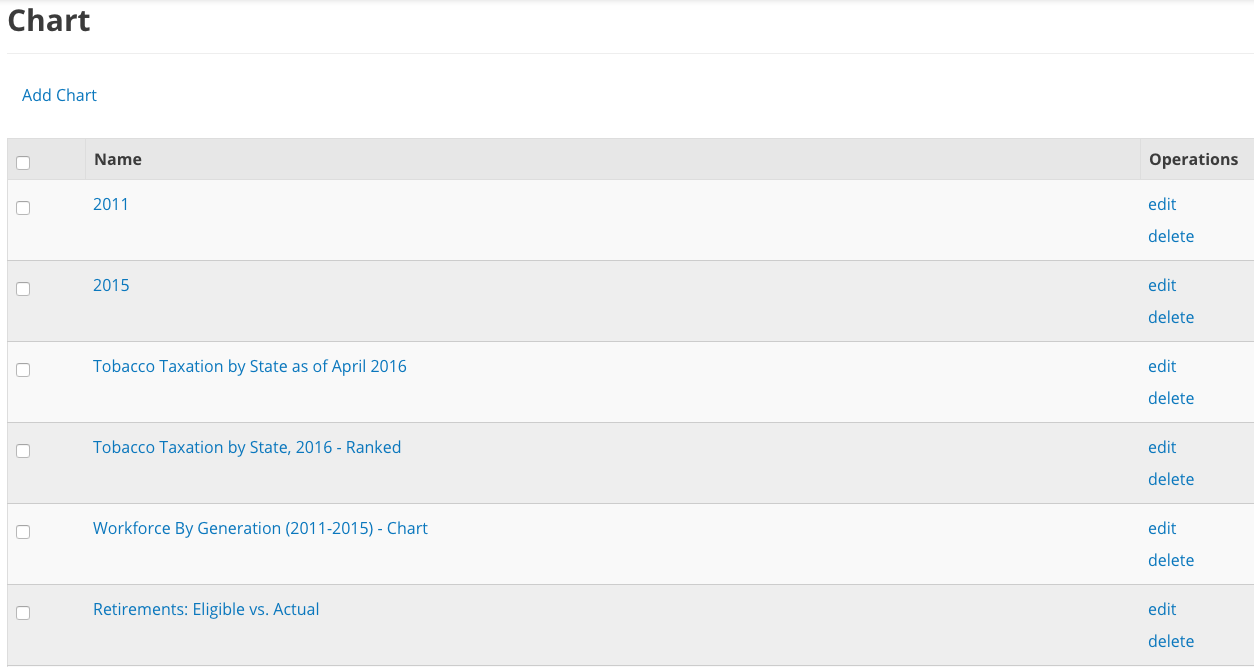 Chart
Add Chart
Name Operations
2011 edit
delete
2015 edit
delete
Tobacco Taxation by State as of April 2016 edit
delete
Tobacco Taxation by State, 2016 - Ranked edit
delete
Workforce By Generation (2011-2015) - Chart edit
delete
Retirements: Eligible vs. Actual edit
delete